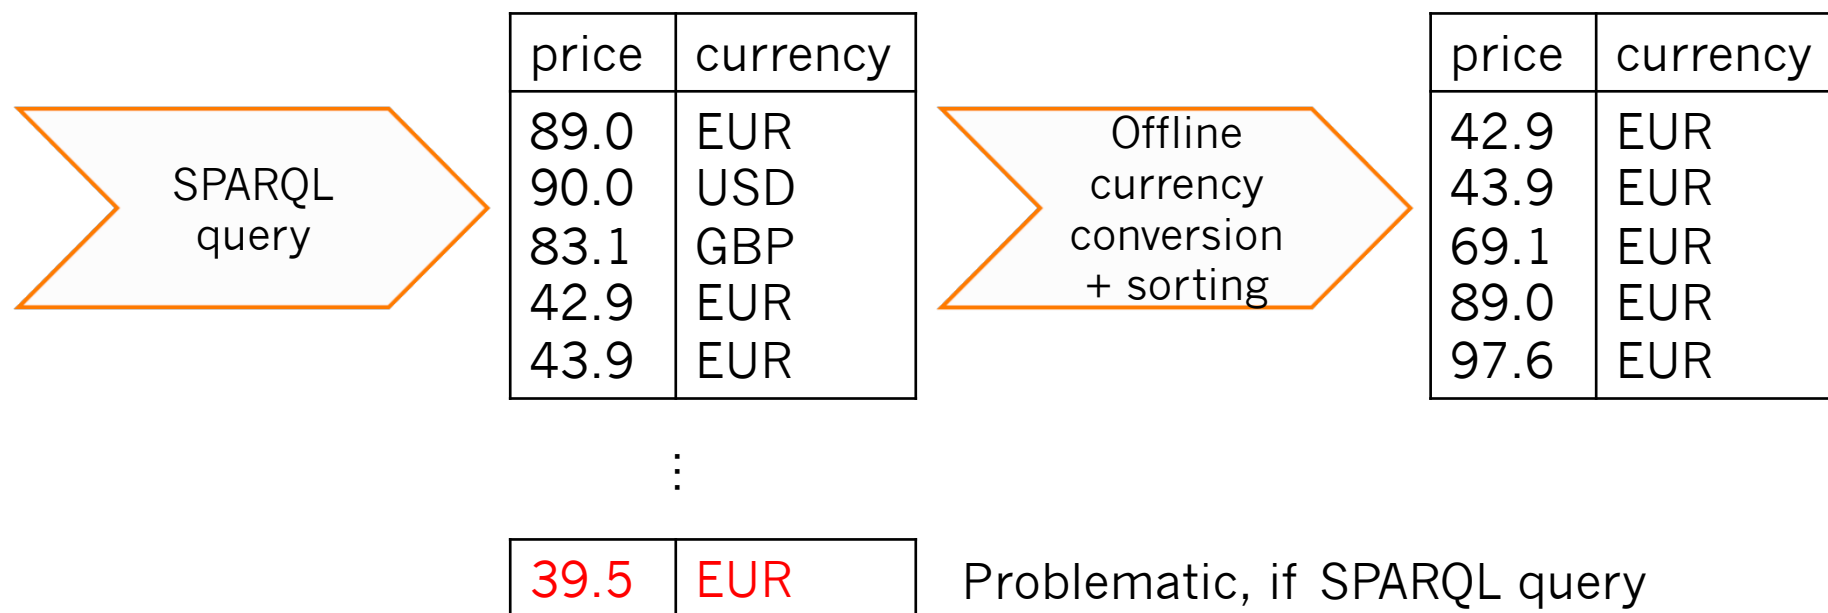 SPARQL
query
price currency
89.0 EUR
90.0 USD
83.1 GBP
42.9 EUR
43.9 EUR
⋮
39.5 EUR
Offline
currency
conversion
+ sorting
price currency
42.9 EUR
43.9 EUR
69.1 EUR
89.0 EUR
97.6 EUR
Problematic, if SPARQL query